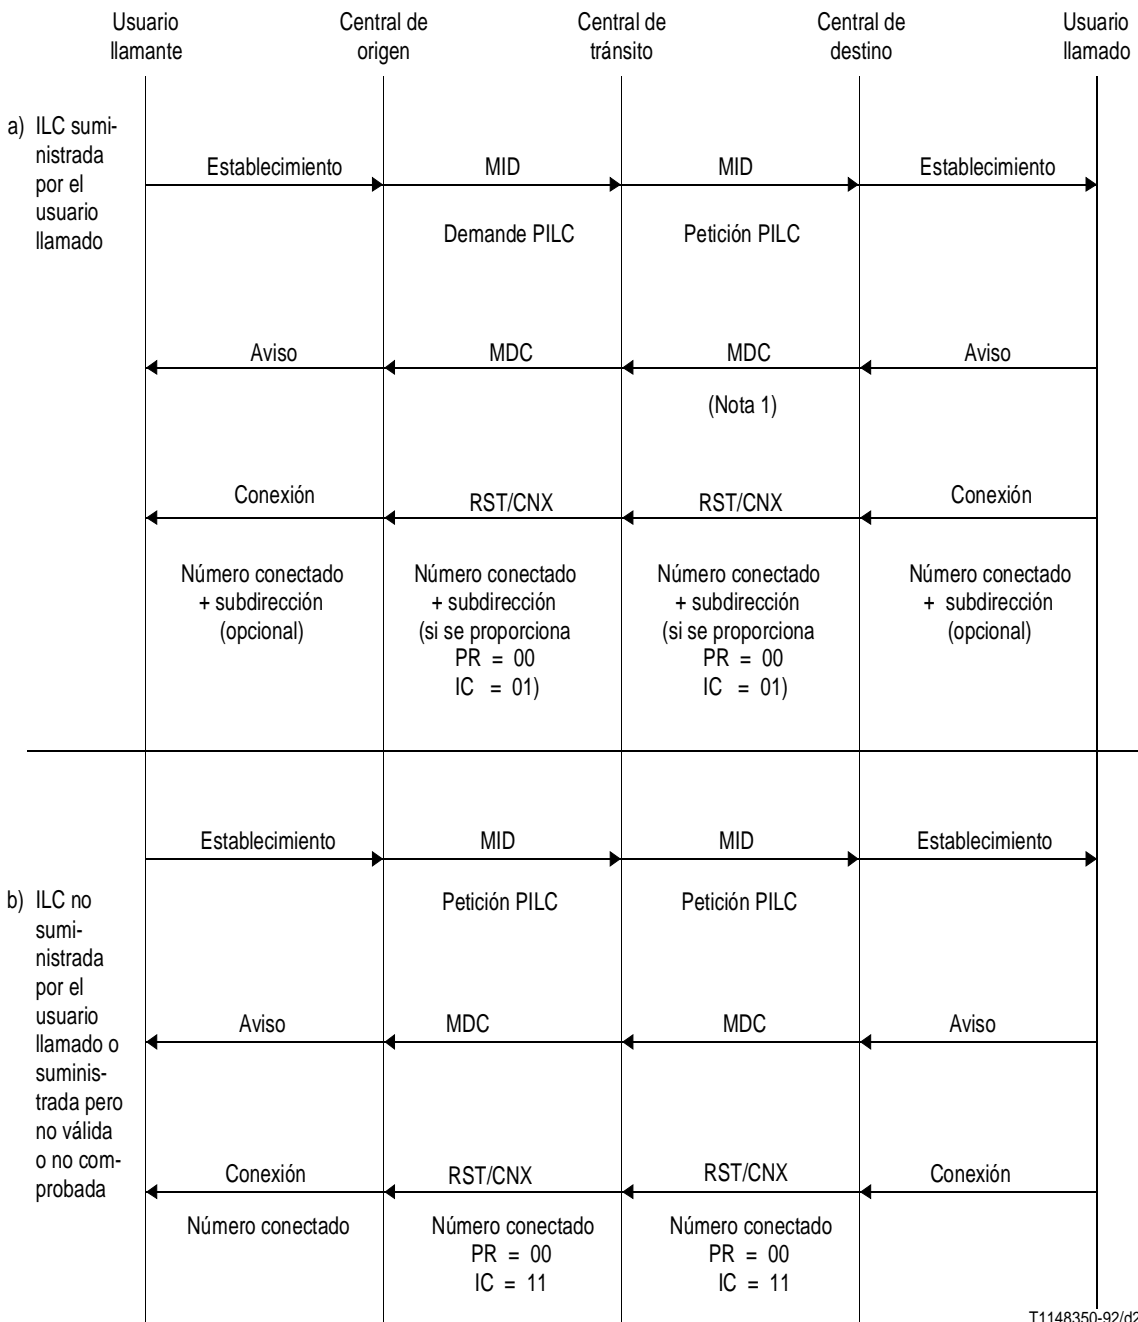 Usuario llamante
Central de origen
Central de tránsito
Central de destino
Usuario llamado
a) ILC sumi-
nistrada
por el
usuario
llamado
Establecimiento
MID
MID
Establecimiento
Demande PILC
Petición PILC
Aviso
MDC
MDC
Aviso
(Nota 1)
Conexión
RST/CNX
RST/CNX
Conexión
Número conectado
+ subdirección
(opcional)
Número conectado
+ subdirección
(si se proporciona
PR = 00
IC = 01)
Número conectado
+ subdirección
(si se proporciona
PR = 00
IC = 01)
Número conectado
+ subdirección
(opcional)
Establecimiento
MID
MID
Establecimiento
b) ILC no
sumi-
nistrada
por el
usuario
llamado o
suminis-
trada pero
no válida
o no com-
probada
Petición PILC
Petición PILC
Aviso
MDC
MDC
Aviso
Conexión
RST/CNX
RST/CNX
Conexión
Número conectado
Número conectado
PR = 00
IC = 11
Número conectado
PR = 00
IC = 11
T1148350-92/d2